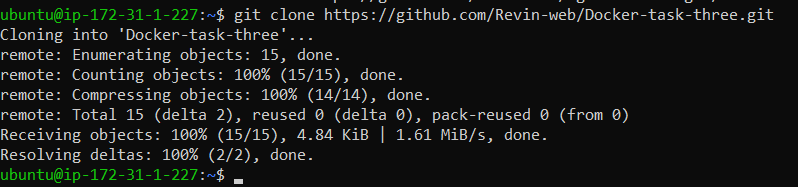 ubuntu@ip-172-31-1-227:~$ git clone https://github.com/Revin-web/Docker-task-three.git
Cloning into 'Docker-task-three'...
remote: Enumerating objects: 15, done.
remote: Counting objects: 100% (15/15), done.
remote: Compressing objects: 100% (14/14), done.
remote: Total 15 (delta 2), reused 0 (delta 0), pack-reused 0 (from 0)
Receiving objects: 100% (15/15), 4.84 KiB | 1.61 MiB/s, done.
Resolving deltas: 100% (2/2), done.
ubuntu@ip-172-31-1-227:~$